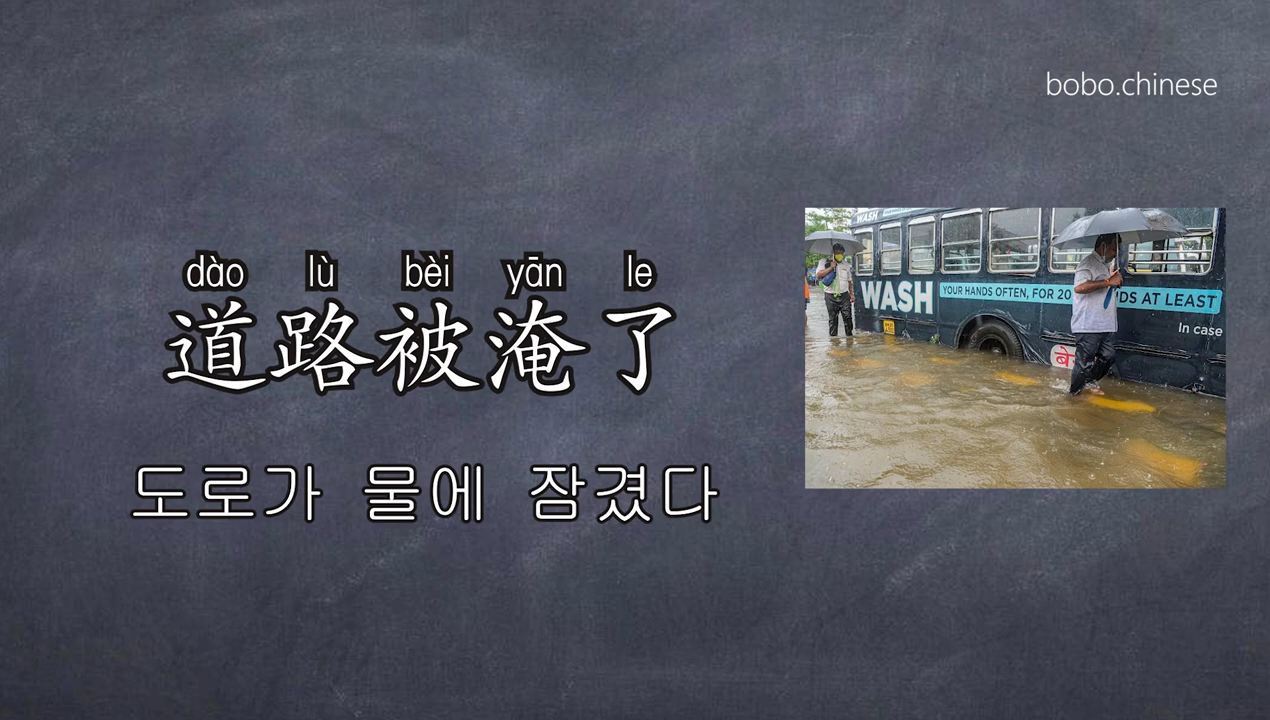 bobo.chinese
dào lù bèi yān le
道路被淹了
도로가 물에 잠겼다
WASH
WASH
YOUR HANDS OFTEN, FOR 20
DS AT LEAST
In case